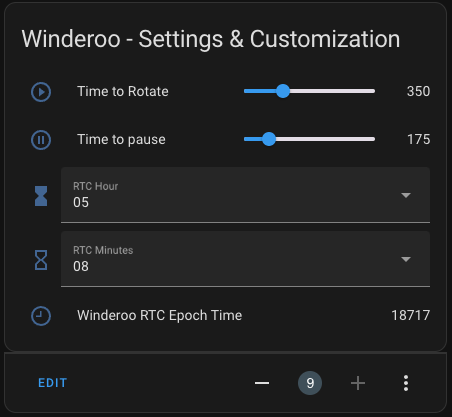 Winderoo - Settings & Customization
Time to Rotate 350
Time to pause 175
RTC Hour
05
RTC Minutes
08
Winderoo RTC Epoch Time 18717
EDIT 9